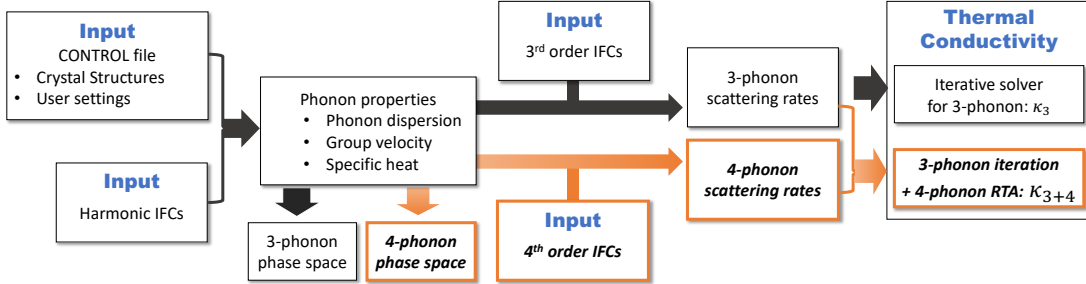 Input
CONTROL file
• Crystal Structures
• User settings
Input
Harmonic IFCs
Phonon properties
• Phonon dispersion
• Group velocity
• Specific heat
3-phonon
phase space
4-phonon
phase space
Input
3rd order IFCs
Input
4th order IFCs
3-phonon
scattering rates
4-phonon
scattering rates
Thermal
Conductivity
Iterative solver
for 3-phonon: κ₃
3-phonon iteration
+ 4-phonon RTA: κ₃₊₄